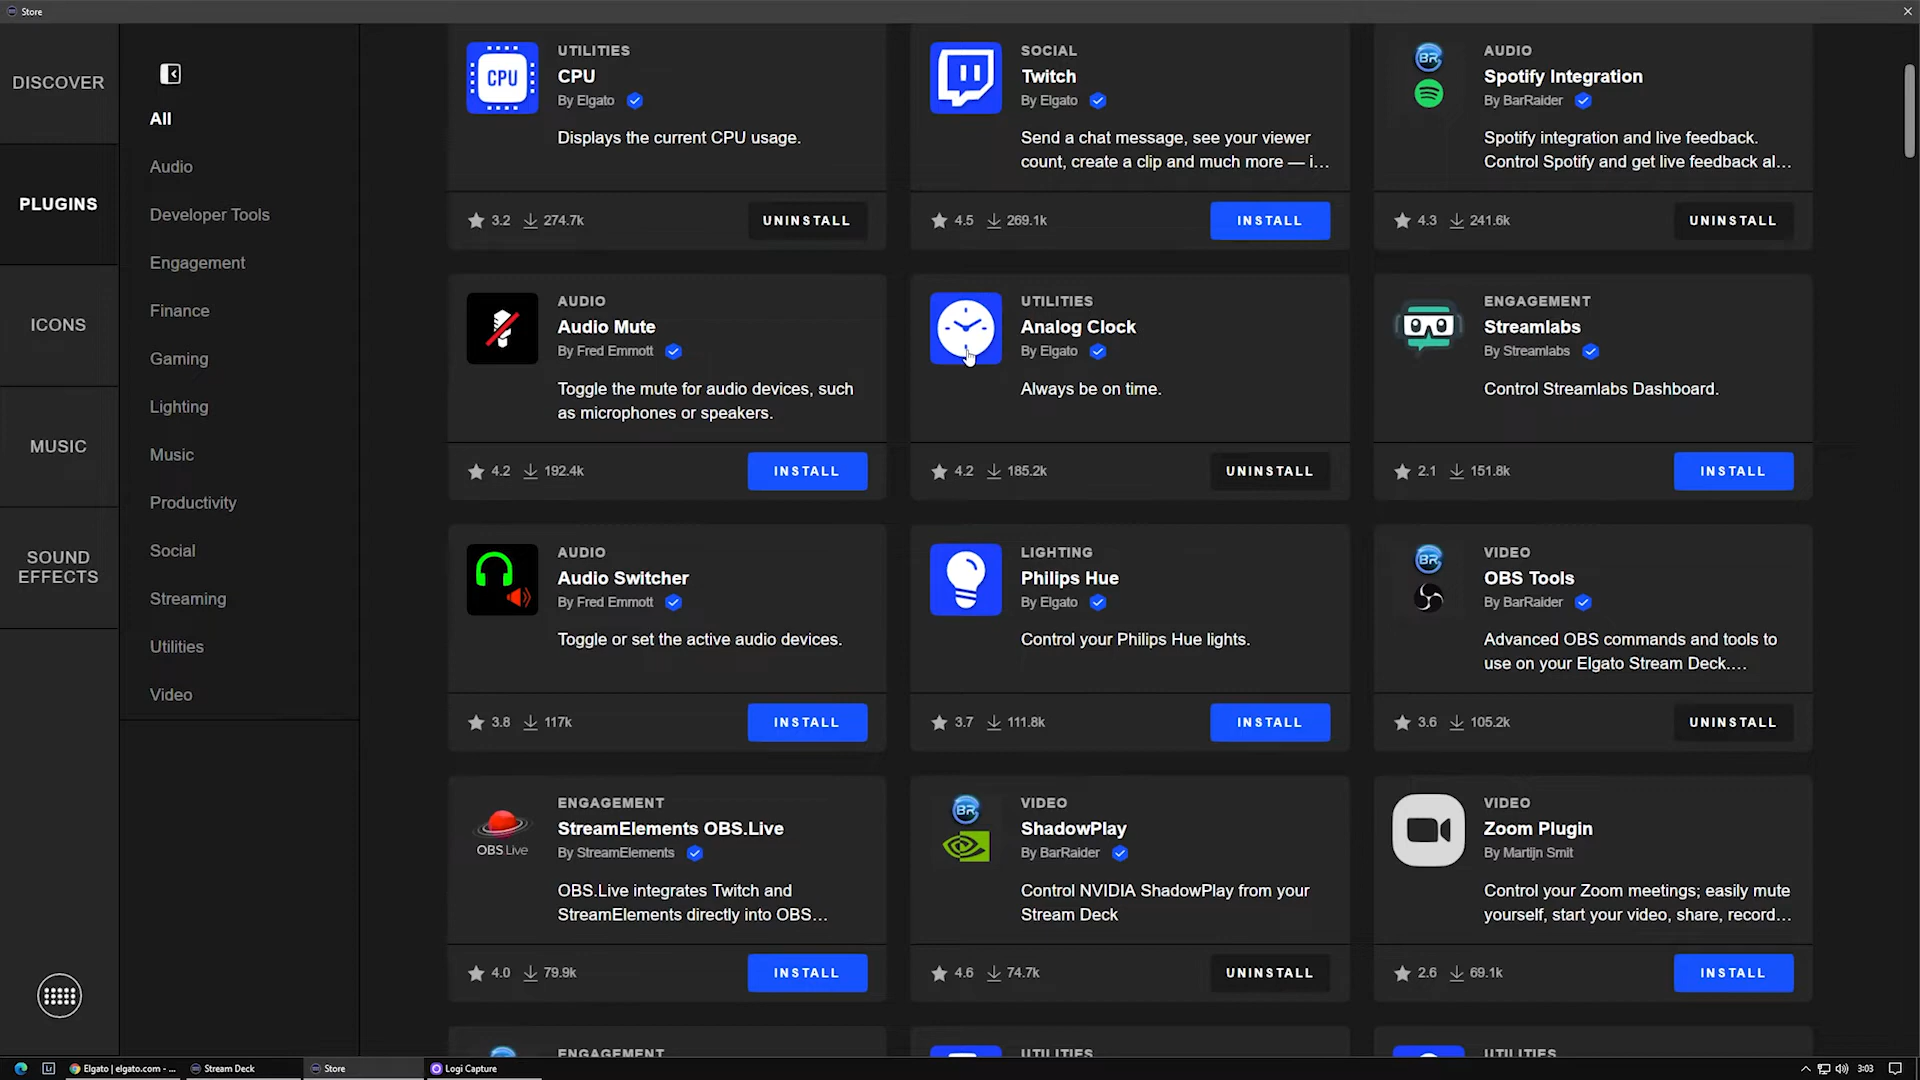 Store
DISCOVER
PLUGINS
ICONS
MUSIC
SOUND
EFFECTS
All
Audio
Developer Tools
Engagement
Finance
Gaming
Lighting
Music
Productivity
Social
Streaming
Utilities
Video
CPU
UTILITIES
CPU
By Elgato
Displays the current CPU usage.
3.2 274.7k UNINSTALL
SOCIAL
Twitch
By Elgato
Send a chat message, see your viewer
count, create a clip and much more — i...
4.5 269.1k INSTALL
BR
AUDIO
Spotify Integration
By BarRaider
Spotify integration and live feedback.
Control Spotify and get live feedback al...
4.3 241.6k UNINSTALL
AUDIO
Audio Mute
By Fred Emmott
Toggle the mute for audio devices, such
as microphones or speakers.
4.2 192.4k INSTALL
UTILITIES
Analog Clock
By Elgato
Always be on time.
4.2 185.2k UNINSTALL
ENGAGEMENT
Streamlabs
By Streamlabs
Control Streamlabs Dashboard.
2.1 151.8k INSTALL
AUDIO
Audio Switcher
By Fred Emmott
Toggle or set the active audio devices.
3.8 117k INSTALL
LIGHTING
Philips Hue
By Elgato
Control your Philips Hue lights.
3.7 111.8k INSTALL
BR
VIDEO
OBS Tools
By BarRaider
Advanced OBS commands and tools to
use on your Elgato Stream Deck....
3.6 105.2k UNINSTALL
OBS.Live
ENGAGEMENT
StreamElements OBS.Live
By StreamElements
OBS.Live integrates Twitch and
StreamElements directly into OBS...
4.0 79.9k INSTALL
BR
VIDEO
ShadowPlay
By BarRaider
Control NVIDIA ShadowPlay from your
Stream Deck
4.6 74.7k UNINSTALL
VIDEO
Zoom Plugin
By Martijn Smit
Control your Zoom meetings; easily mute
yourself, start your video, share, record...
2.6 69.1k INSTALL
ENGAGEMENT
UTILITIES
UTILITIES
Elgato | elgato.com - ...
Stream Deck
Store
Logi Capture
3:03